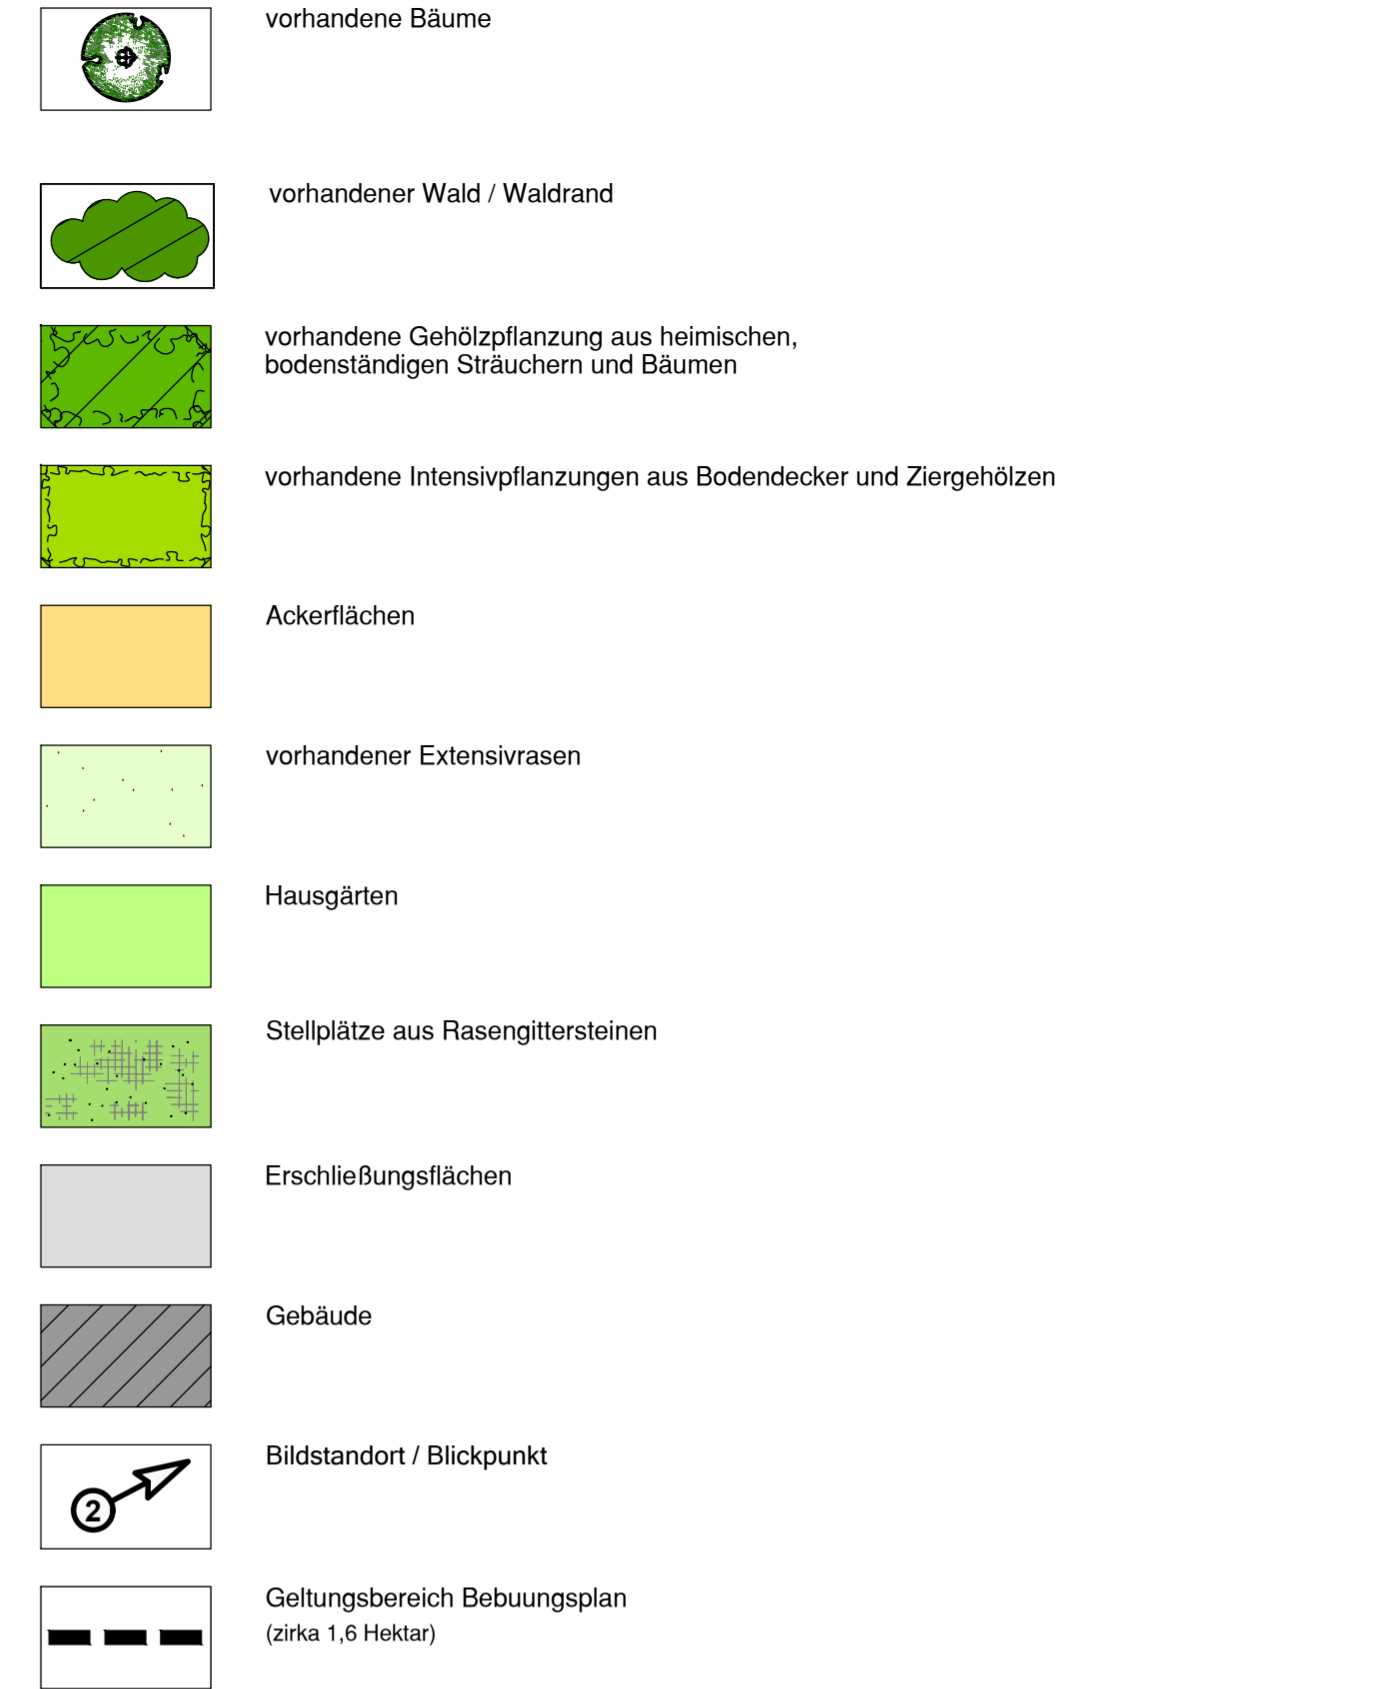 vorhandene Bäume
vorhandener Wald / Waldrand
vorhandene Gehölzpflanzung aus heimischen,
bodenständigen Sträuchern und Bäumen
vorhandene Intensivpflanzungen aus Bodendecker und Ziergehölzen
Ackerflächen
vorhandener Extensivrasen
Hausgärten
Stellplätze aus Rasengittersteinen
Erschließungsflächen
Gebäude
2
Bildstandort / Blickpunkt
Geltungsbereich Bebuungsplan
(zirka 1,6 Hektar)